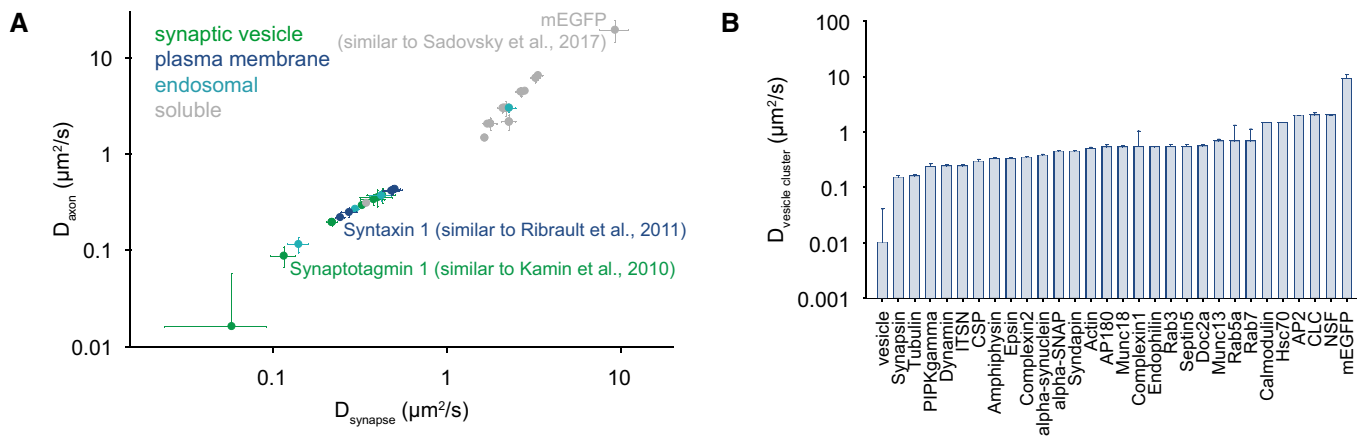 A
synaptic vesicle
plasma membrane
endosomal
soluble
mEGFP
(similar to Sadovsky et al., 2017)
Syntaxin 1 (similar to Ribrault et al., 2011)
Synaptotagmin 1 (similar to Kamin et al., 2010)
10
1
0.1
0.01
Daxon (µm²/s)
0.1
1
10
Dsynapse (µm²/s)
B
Dvesicle cluster (µm²/s)
100
10
1
0.1
0.01
0.001
vesicle
Synapsin
Tubulin
PIPKgamma
Dynamin
ITSN
CSP
Amphiphysin
Epsin
Complexin2
alpha-synuclein
alpha-SNAP
Syndapin
Actin
AP180
Munc18
Complexin1
Endophilin
Rab3
Septin5
Doc2a
Munc13
Rab5a
Rab7
Calmodulin
Hsc70
AP2
CLC
NSF
mEGFP